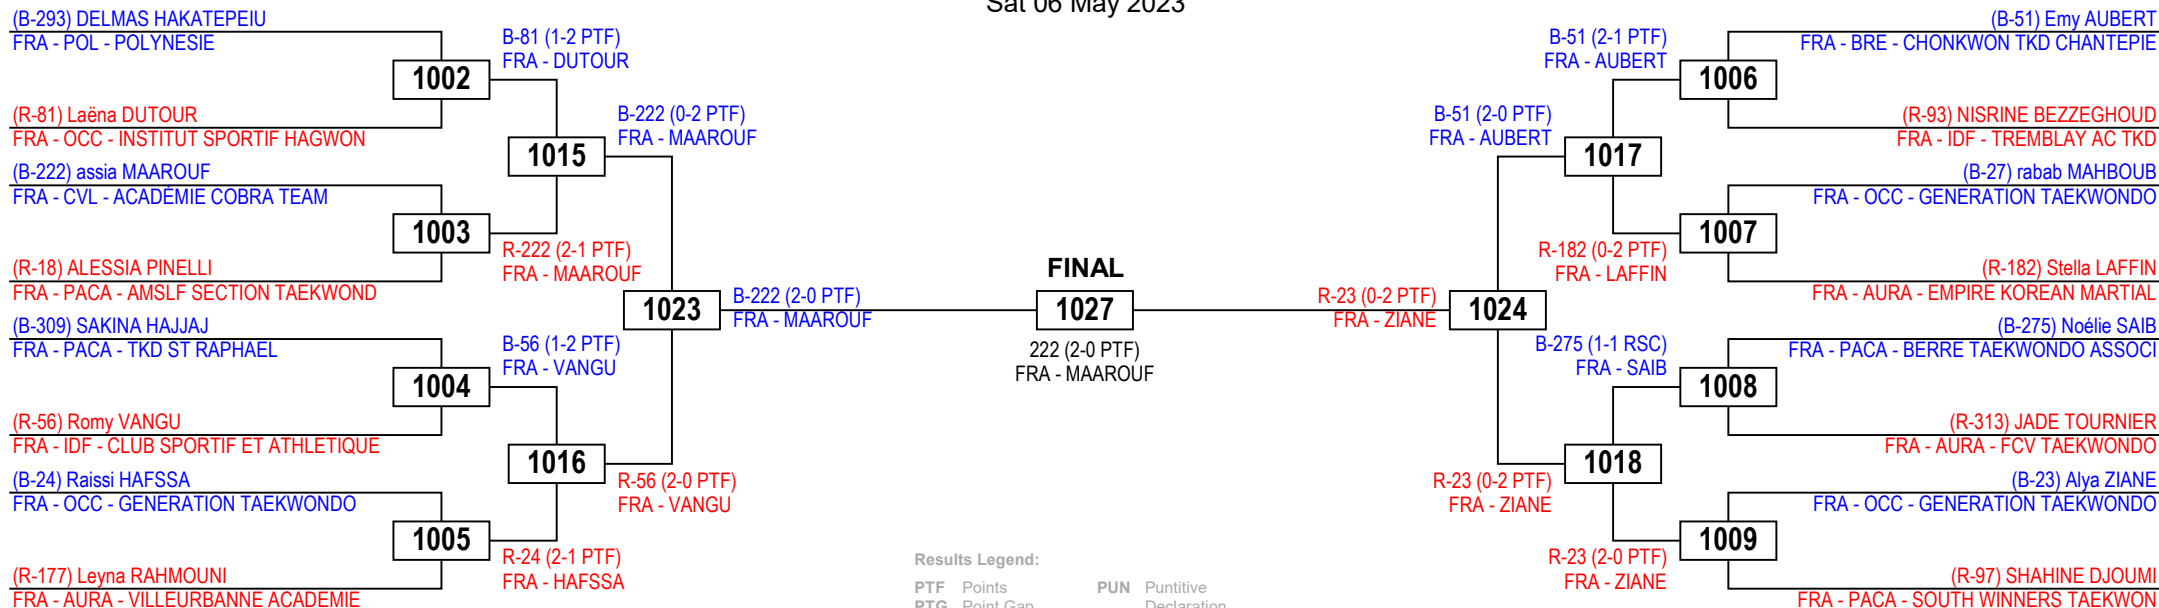 Sat 06 May 2023
(B-293) DELMAS HAKATEPEIU
FRA - POL - POLYNESIE
1002
(R-81) Laëna DUTOUR
FRA - OCC - INSTITUT SPORTIF HAGWON
(B-222) assia MAAROUF
FRA - CVL - ACADÉMIE COBRA TEAM
1003
(R-18) ALESSIA PINELLI
FRA - PACA - AMSLF SECTION TAEKWOND
(B-309) SAKINA HAJJAJ
FRA - PACA - TKD ST RAPHAEL
1004
(R-56) Romy VANGU
FRA - IDF - CLUB SPORTIF ET ATHLETIQUE
(B-24) Raissi HAFSSA
FRA - OCC - GENERATION TAEKWONDO
1005
(R-177) Leyna RAHMOUNI
FRA - AURA - VILLEURBANNE ACADEMIE
B-81 (1-2 PTF)
FRA - DUTOUR
1015
R-222 (2-1 PTF)
FRA - MAAROUF
B-56 (1-2 PTF)
FRA - VANGU
1016
R-24 (2-1 PTF)
FRA - HAFSSA
B-222 (0-2 PTF)
FRA - MAAROUF
1023
R-56 (2-0 PTF)
FRA - VANGU
B-222 (2-0 PTF)
FRA - MAAROUF
FINAL
1027
222 (2-0 PTF)
FRA - MAAROUF
R-23 (0-2 PTF)
FRA - ZIANE
B-51 (2-0 PTF)
FRA - AUBERT
1024
R-23 (0-2 PTF)
FRA - ZIANE
B-51 (2-1 PTF)
FRA - AUBERT
1017
R-182 (0-2 PTF)
FRA - LAFFIN
B-275 (1-1 RSC)
FRA - SAIB
1018
R-23 (2-0 PTF)
FRA - ZIANE
(B-51) Emy AUBERT
FRA - BRE - CHONKWON TKD CHANTEPIE
1006
(R-93) NISRINE BEZZEGHOUD
FRA - IDF - TREMBLAY AC TKD
(B-27) rabab MAHBOUB
FRA - OCC - GENERATION TAEKWONDO
1007
(R-182) Stella LAFFIN
FRA - AURA - EMPIRE KOREAN MARTIAL
(B-275) Noélie SAIB
FRA - PACA - BERRE TAEKWONDO ASSOCI
1008
(R-313) JADE TOURNIER
FRA - AURA - FCV TAEKWONDO
(B-23) Alya ZIANE
FRA - OCC - GENERATION TAEKWONDO
1009
(R-97) SHAHINE DJOUMI
FRA - PACA - SOUTH WINNERS TAEKWON
Results Legend:
PTF Points PUN Puntitive
PTG Point Gap Declaration